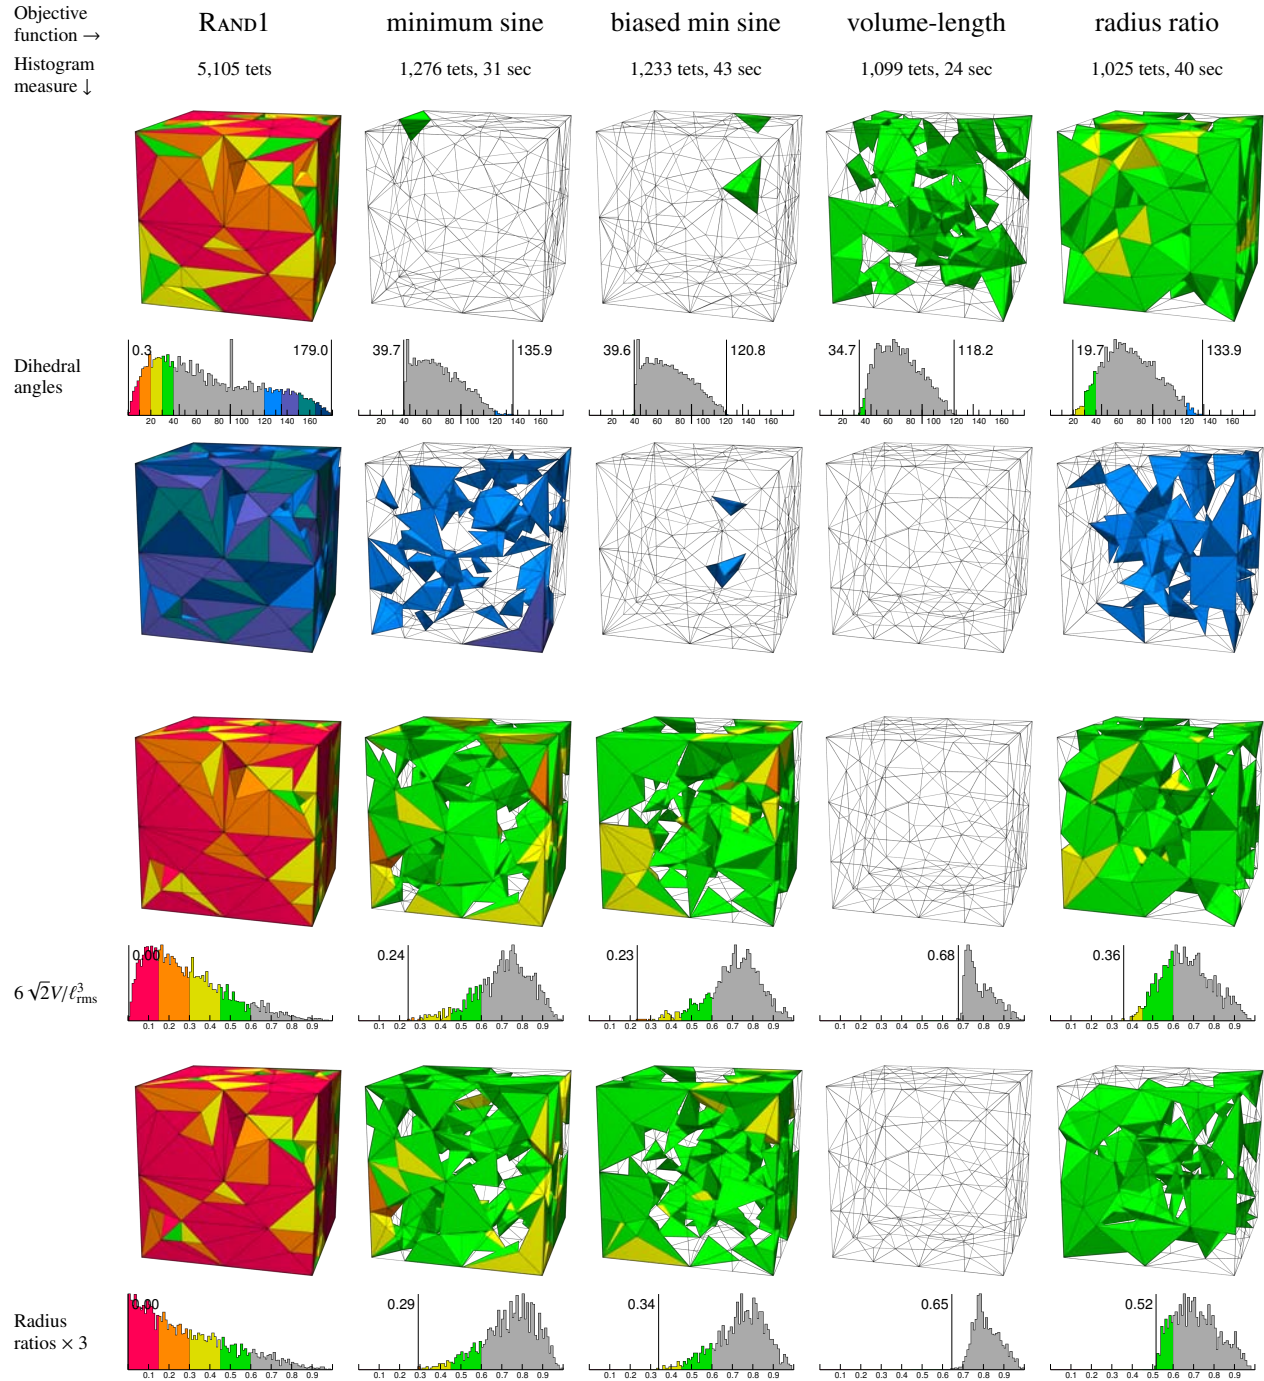 Objective function → RAND1 minimum sine biased min sine volume-length radius ratio
Histogram measure ↓ 5,105 tets 1,276 tets, 31 sec 1,233 tets, 43 sec 1,099 tets, 24 sec 1,025 tets, 40 sec
0.3 179.0 39.7 135.9 39.6 120.8 34.7 118.2 19.7 133.9
Dihedral angles
20 40 60 80 100 120 140 160 20 40 60 80 100 120 140 160 20 40 60 80 100 120 140 160 20 40 60 80 100 120 140 160 20 40 60 80 100 120 140 160
0.00 0.24 0.23 0.68 0.36
6 √2V/ℓ³rms
0.1 0.2 0.3 0.4 0.5 0.6 0.7 0.8 0.9 0.1 0.2 0.3 0.4 0.5 0.6 0.7 0.8 0.9 0.1 0.2 0.3 0.4 0.5 0.6 0.7 0.8 0.9 0.1 0.2 0.3 0.4 0.5 0.6 0.7 0.8 0.9 0.1 0.2 0.3 0.4 0.5 0.6 0.7 0.8 0.9
0.00 0.29 0.34 0.65 0.52
Radius ratios × 3
0.1 0.2 0.3 0.4 0.5 0.6 0.7 0.8 0.9 0.1 0.2 0.3 0.4 0.5 0.6 0.7 0.8 0.9 0.1 0.2 0.3 0.4 0.5 0.6 0.7 0.8 0.9 0.1 0.2 0.3 0.4 0.5 0.6 0.7 0.8 0.9 0.1 0.2 0.3 0.4 0.5 0.6 0.7 0.8 0.9